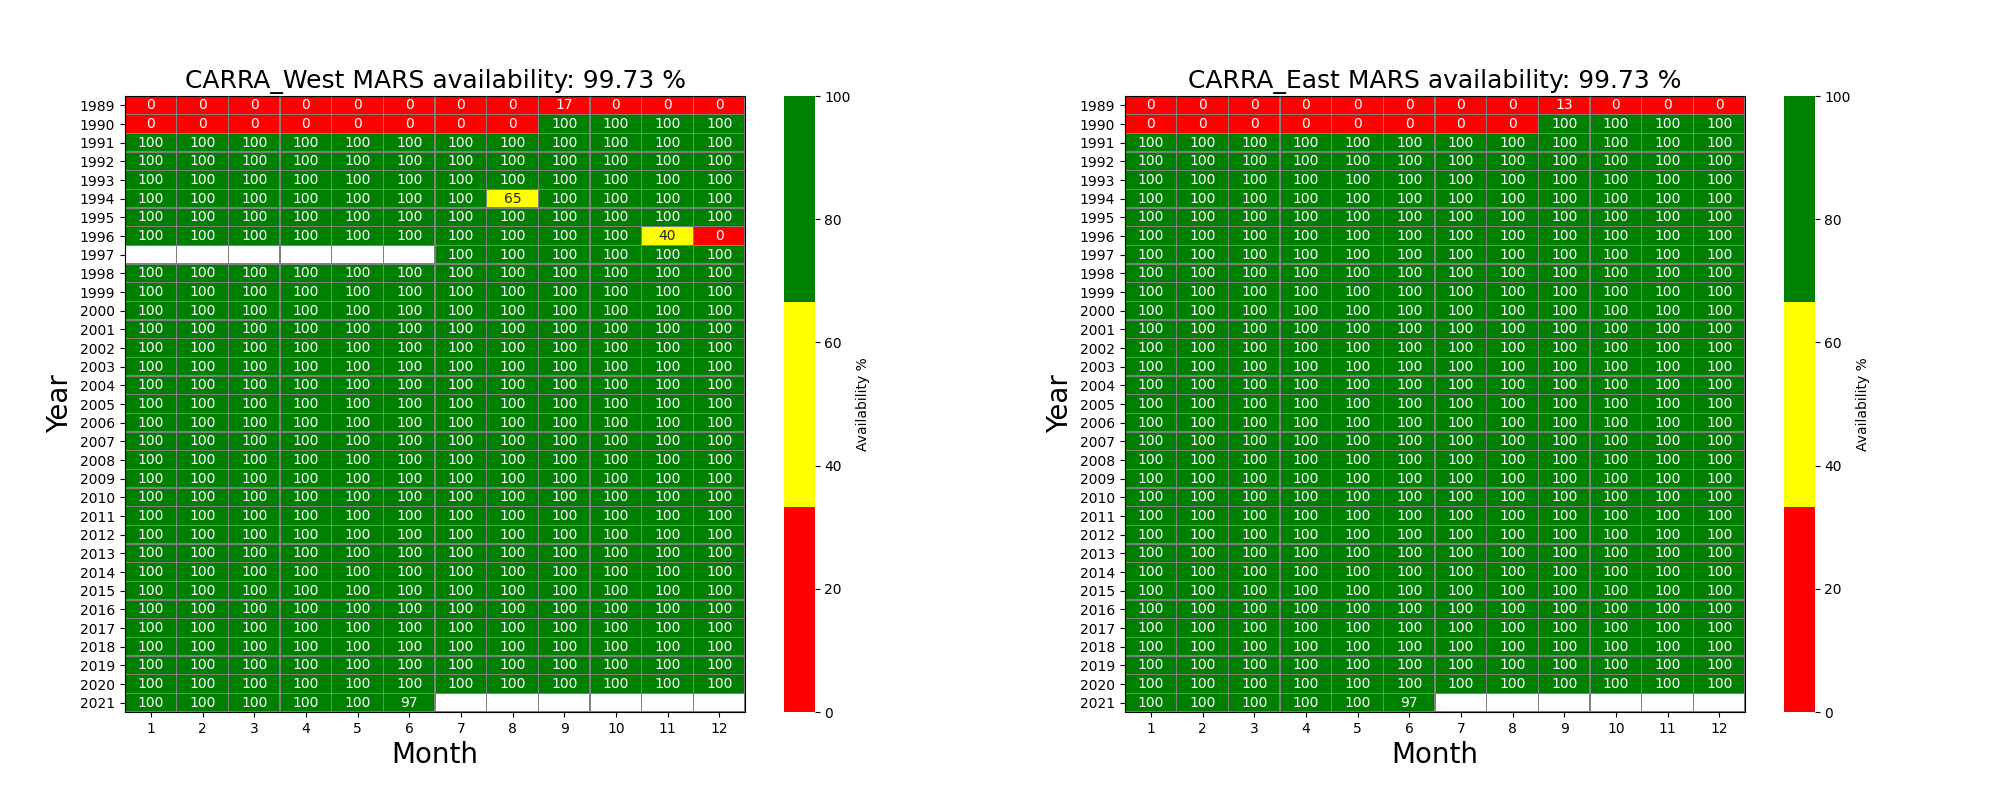 CARRA_West MARS availability: 99.73 %
1989 0 0 0 0 0 0 0 0 17 0 0 0
1990 0 0 0 0 0 0 0 0 100 100 100 100
1991 100 100 100 100 100 100 100 100 100 100 100 100
1992 100 100 100 100 100 100 100 100 100 100 100 100
1993 100 100 100 100 100 100 100 100 100 100 100 100
1994 100 100 100 100 100 100 100 65 100 100 100 100
1995 100 100 100 100 100 100 100 100 100 100 100 100
1996 100 100 100 100 100 100 100 100 100 100 40 0
1997 100 100 100 100 100 100
1998 100 100 100 100 100 100 100 100 100 100 100 100
1999 100 100 100 100 100 100 100 100 100 100 100 100
2000 100 100 100 100 100 100 100 100 100 100 100 100
2001 100 100 100 100 100 100 100 100 100 100 100 100
2002 100 100 100 100 100 100 100 100 100 100 100 100
2003 100 100 100 100 100 100 100 100 100 100 100 100
2004 100 100 100 100 100 100 100 100 100 100 100 100
2005 100 100 100 100 100 100 100 100 100 100 100 100
2006 100 100 100 100 100 100 100 100 100 100 100 100
2007 100 100 100 100 100 100 100 100 100 100 100 100
2008 100 100 100 100 100 100 100 100 100 100 100 100
2009 100 100 100 100 100 100 100 100 100 100 100 100
2010 100 100 100 100 100 100 100 100 100 100 100 100
2011 100 100 100 100 100 100 100 100 100 100 100 100
2012 100 100 100 100 100 100 100 100 100 100 100 100
2013 100 100 100 100 100 100 100 100 100 100 100 100
2014 100 100 100 100 100 100 100 100 100 100 100 100
2015 100 100 100 100 100 100 100 100 100 100 100 100
2016 100 100 100 100 100 100 100 100 100 100 100 100
2017 100 100 100 100 100 100 100 100 100 100 100 100
2018 100 100 100 100 100 100 100 100 100 100 100 100
2019 100 100 100 100 100 100 100 100 100 100 100 100
2020 100 100 100 100 100 100 100 100 100 100 100 100
2021 100 100 100 100 100 97
1 2 3 4 5 6 7 8 9 10 11 12
Month
Year
100
80
60
40
20
0
Availability %
CARRA_East MARS availability: 99.73 %
1989 0 0 0 0 0 0 0 0 13 0 0 0
1990 0 0 0 0 0 0 0 0 100 100 100 100
1991 100 100 100 100 100 100 100 100 100 100 100 100
1992 100 100 100 100 100 100 100 100 100 100 100 100
1993 100 100 100 100 100 100 100 100 100 100 100 100
1994 100 100 100 100 100 100 100 100 100 100 100 100
1995 100 100 100 100 100 100 100 100 100 100 100 100
1996 100 100 100 100 100 100 100 100 100 100 100 100
1997 100 100 100 100 100 100 100 100 100 100 100 100
1998 100 100 100 100 100 100 100 100 100 100 100 100
1999 100 100 100 100 100 100 100 100 100 100 100 100
2000 100 100 100 100 100 100 100 100 100 100 100 100
2001 100 100 100 100 100 100 100 100 100 100 100 100
2002 100 100 100 100 100 100 100 100 100 100 100 100
2003 100 100 100 100 100 100 100 100 100 100 100 100
2004 100 100 100 100 100 100 100 100 100 100 100 100
2005 100 100 100 100 100 100 100 100 100 100 100 100
2006 100 100 100 100 100 100 100 100 100 100 100 100
2007 100 100 100 100 100 100 100 100 100 100 100 100
2008 100 100 100 100 100 100 100 100 100 100 100 100
2009 100 100 100 100 100 100 100 100 100 100 100 100
2010 100 100 100 100 100 100 100 100 100 100 100 100
2011 100 100 100 100 100 100 100 100 100 100 100 100
2012 100 100 100 100 100 100 100 100 100 100 100 100
2013 100 100 100 100 100 100 100 100 100 100 100 100
2014 100 100 100 100 100 100 100 100 100 100 100 100
2015 100 100 100 100 100 100 100 100 100 100 100 100
2016 100 100 100 100 100 100 100 100 100 100 100 100
2017 100 100 100 100 100 100 100 100 100 100 100 100
2018 100 100 100 100 100 100 100 100 100 100 100 100
2019 100 100 100 100 100 100 100 100 100 100 100 100
2020 100 100 100 100 100 100 100 100 100 100 100 100
2021 100 100 100 100 100 97
1 2 3 4 5 6 7 8 9 10 11 12
Month
Year
100
80
60
40
20
0
Availability %